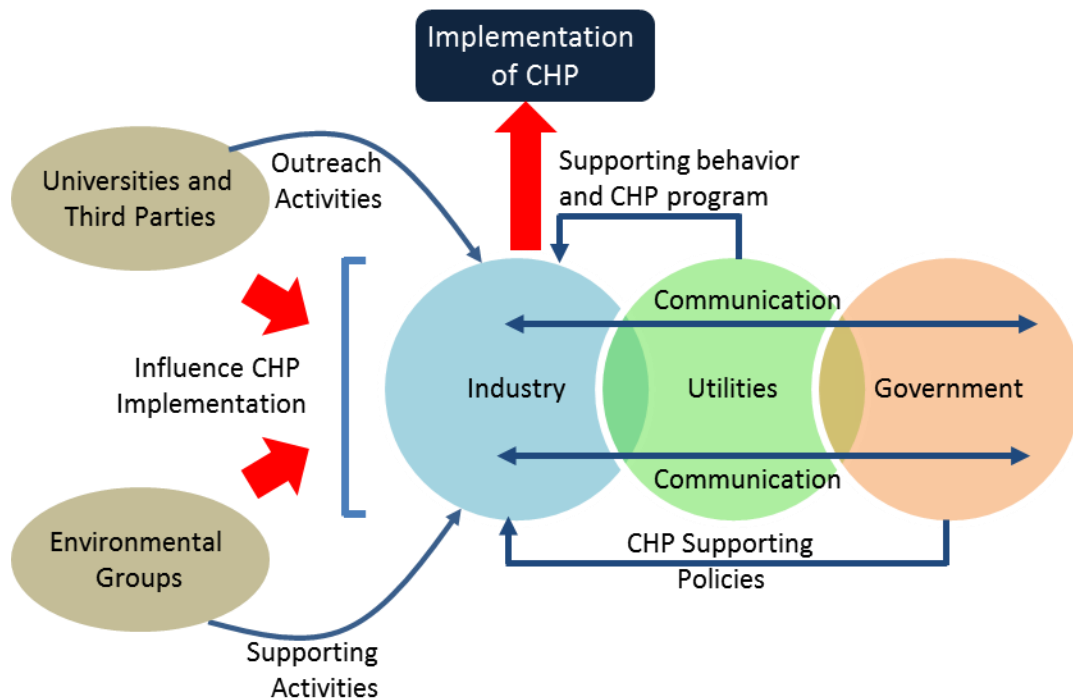 Implementation
of CHP
Universities and
Third Parties
Outreach
Activities
Supporting behavior
and CHP program
Communication
Influence CHP
Implementation
Industry
Utilities
Government
Communication
Environmental
Groups
CHP Supporting
Policies
Supporting
Activities